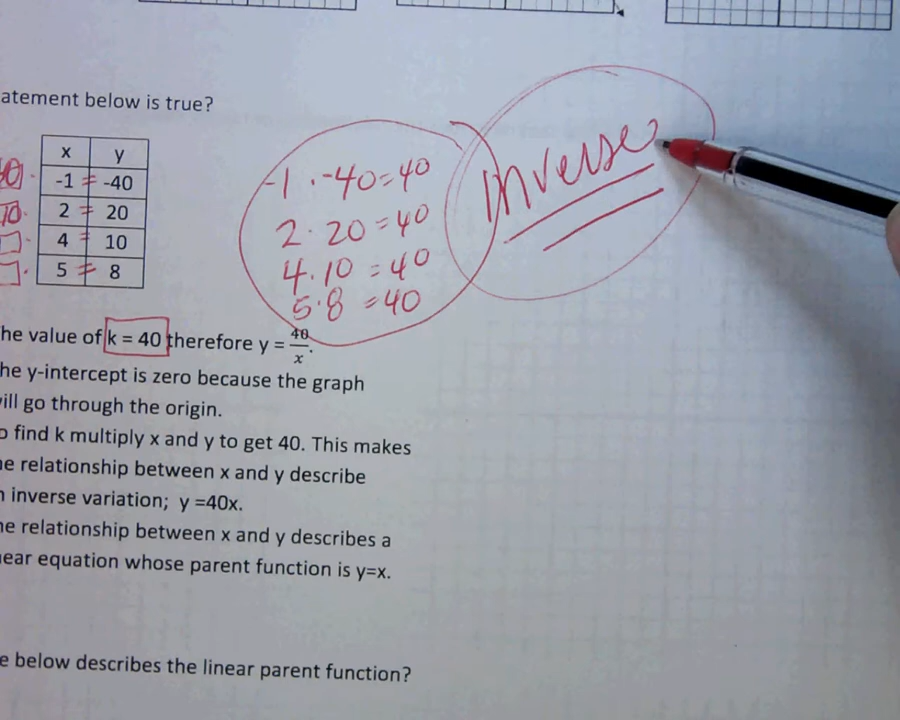 atement below is true?
x y
-1 = -40
2 = 20
4 = 10
5 = 8
-1 · -40 = 40
2 · 20 = 40
4 · 10 = 40
5 · 8 = 40
Inverse
he value of k = 40 therefore y = 40/x.
he y-intercept is zero because the graph
ill go through the origin.
o find k multiply x and y to get 40. This makes
e relationship between x and y describe
n inverse variation; y =40x.
he relationship between x and y describes a
ear equation whose parent function is y=x.
e below describes the linear parent function?